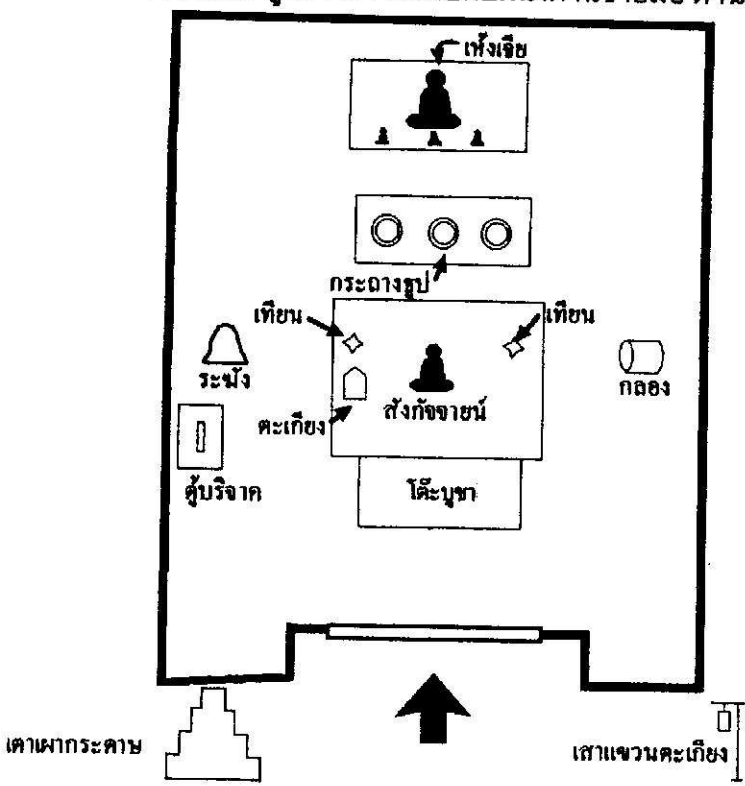 เห้งเจีย
กระถางธูป
เทียน
เทียน
ระฆัง
กลอง
ตะเกียง
สังกัจจายน์
ตู้บริจาค
โต๊ะบูชา
เตาเผากระดาษ
เสาแขวนตะเกียง